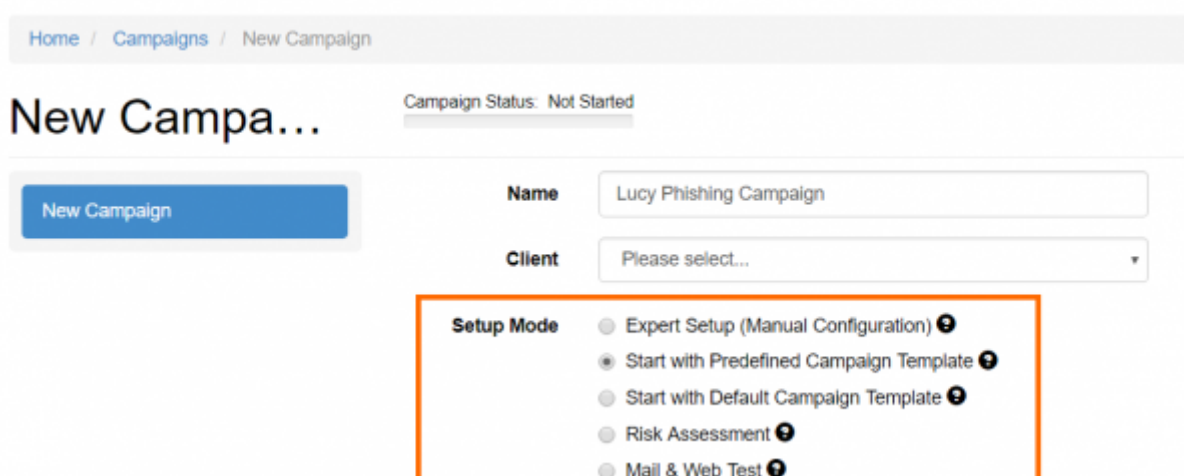 Home / Campaigns / New Campaign
New Campa...
Campaign Status: Not Started
New Campaign
Name
Lucy Phishing Campaign
Client
Please select...
Setup Mode
Expert Setup (Manual Configuration)
Start with Predefined Campaign Template
Start with Default Campaign Template
Risk Assessment
Mail & Web Test